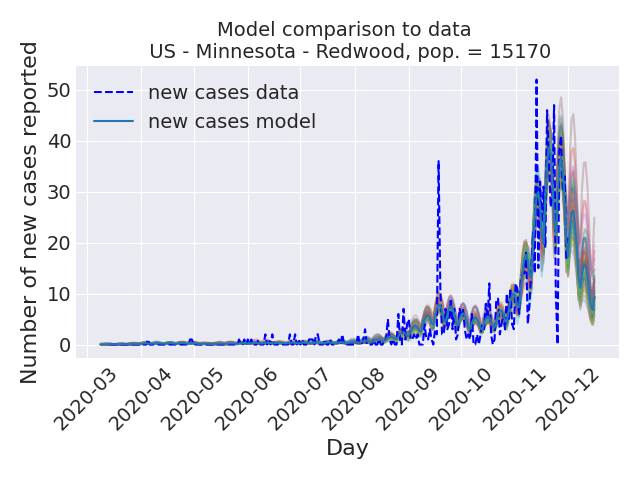 Model comparison to data
US - Minnesota - Redwood, pop. = 15170
Number of new cases reported
50
40
30
20
10
0
new cases data
new cases model
2020-03
2020-04
2020-05
2020-06
2020-07
2020-08
2020-09
2020-10
2020-11
2020-12
Day